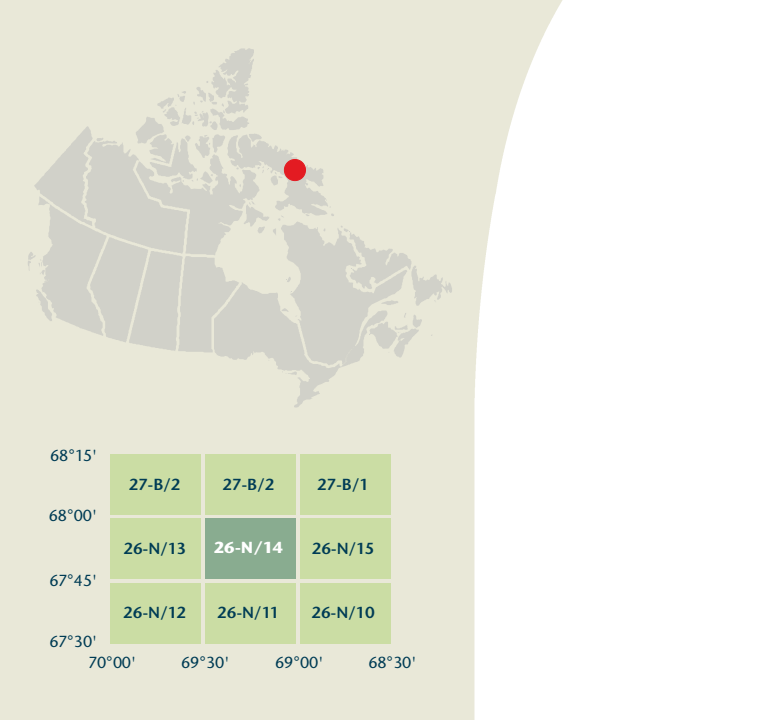 68°15'
27-B/2 27-B/2 27-B/1
68°00'
26-N/13 26-N/14 26-N/15
67°45'
26-N/12 26-N/11 26-N/10
67°30'
70°00' 69°30' 69°00' 68°30'